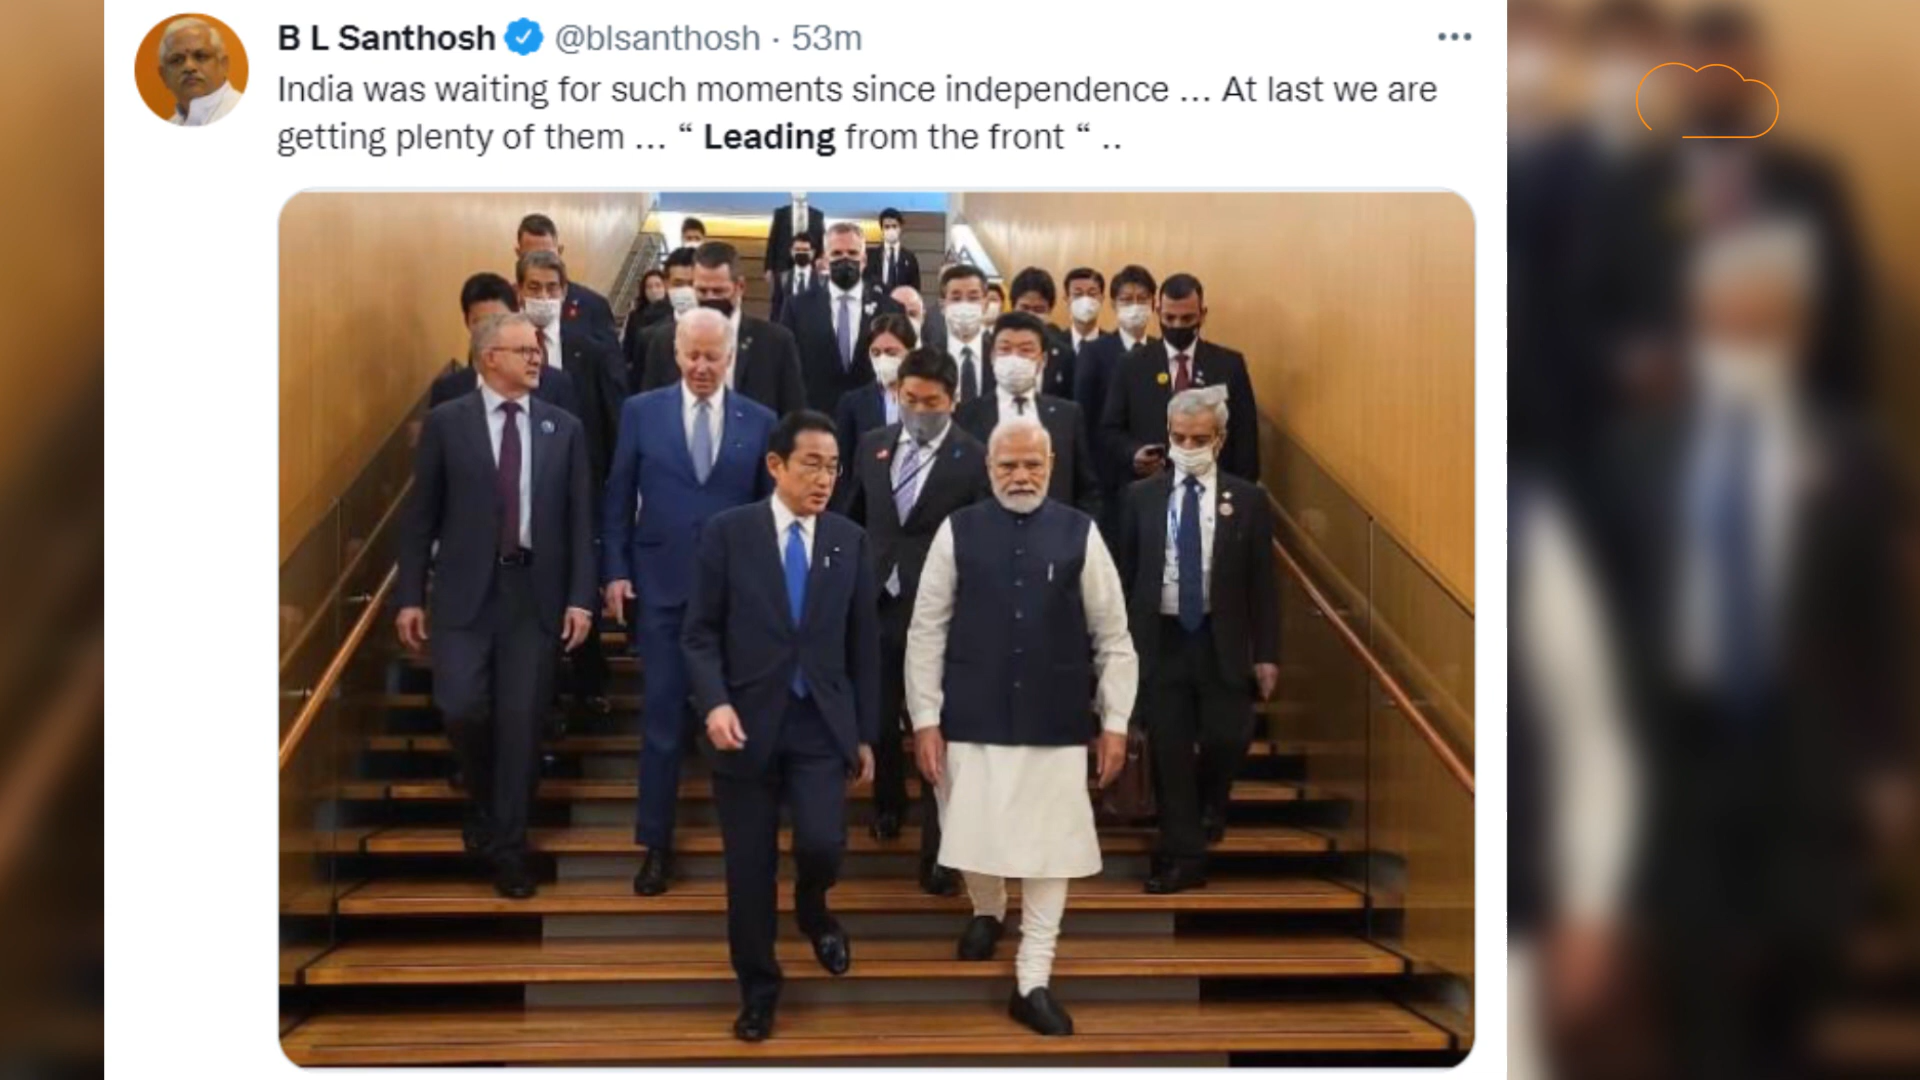 B L Santhosh @blsanthosh · 53m
India was waiting for such moments since independence ... At last we are
getting plenty of them ... “ Leading from the front “ ..